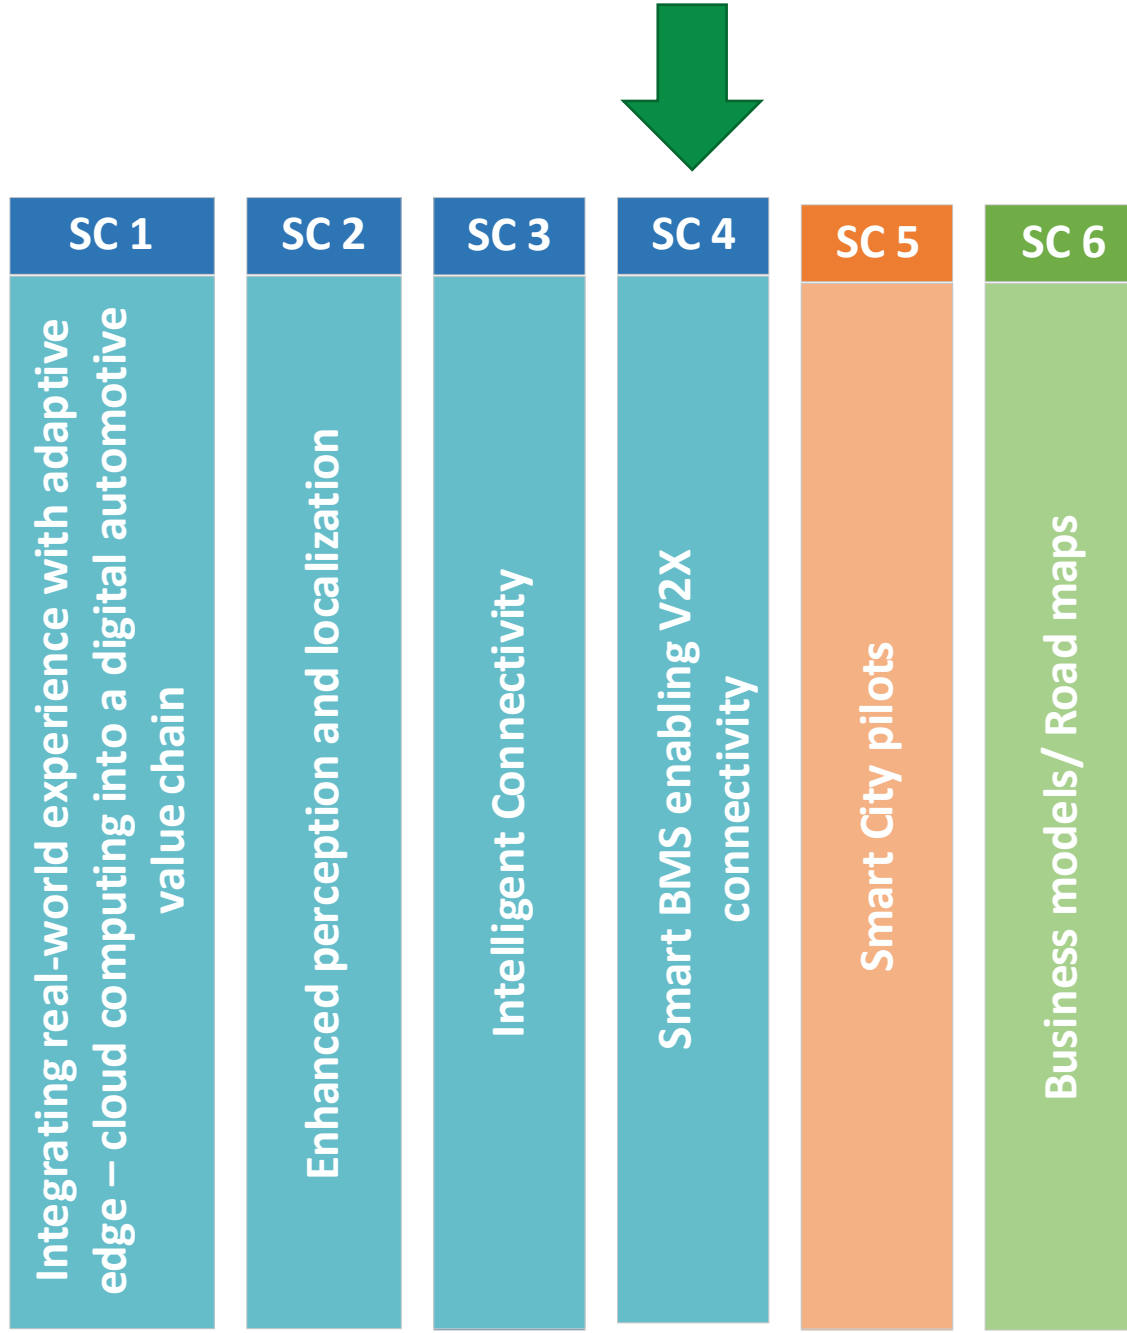 SC 1
Integrating real-world experience with adaptive
edge – cloud computing into a digital automotive
value chain
SC 2
Enhanced perception and localization
SC 3
Intelligent Connectivity
SC 4
Smart BMS enabling V2X
connectivity
SC 5
Smart City pilots
SC 6
Business models/ Road maps